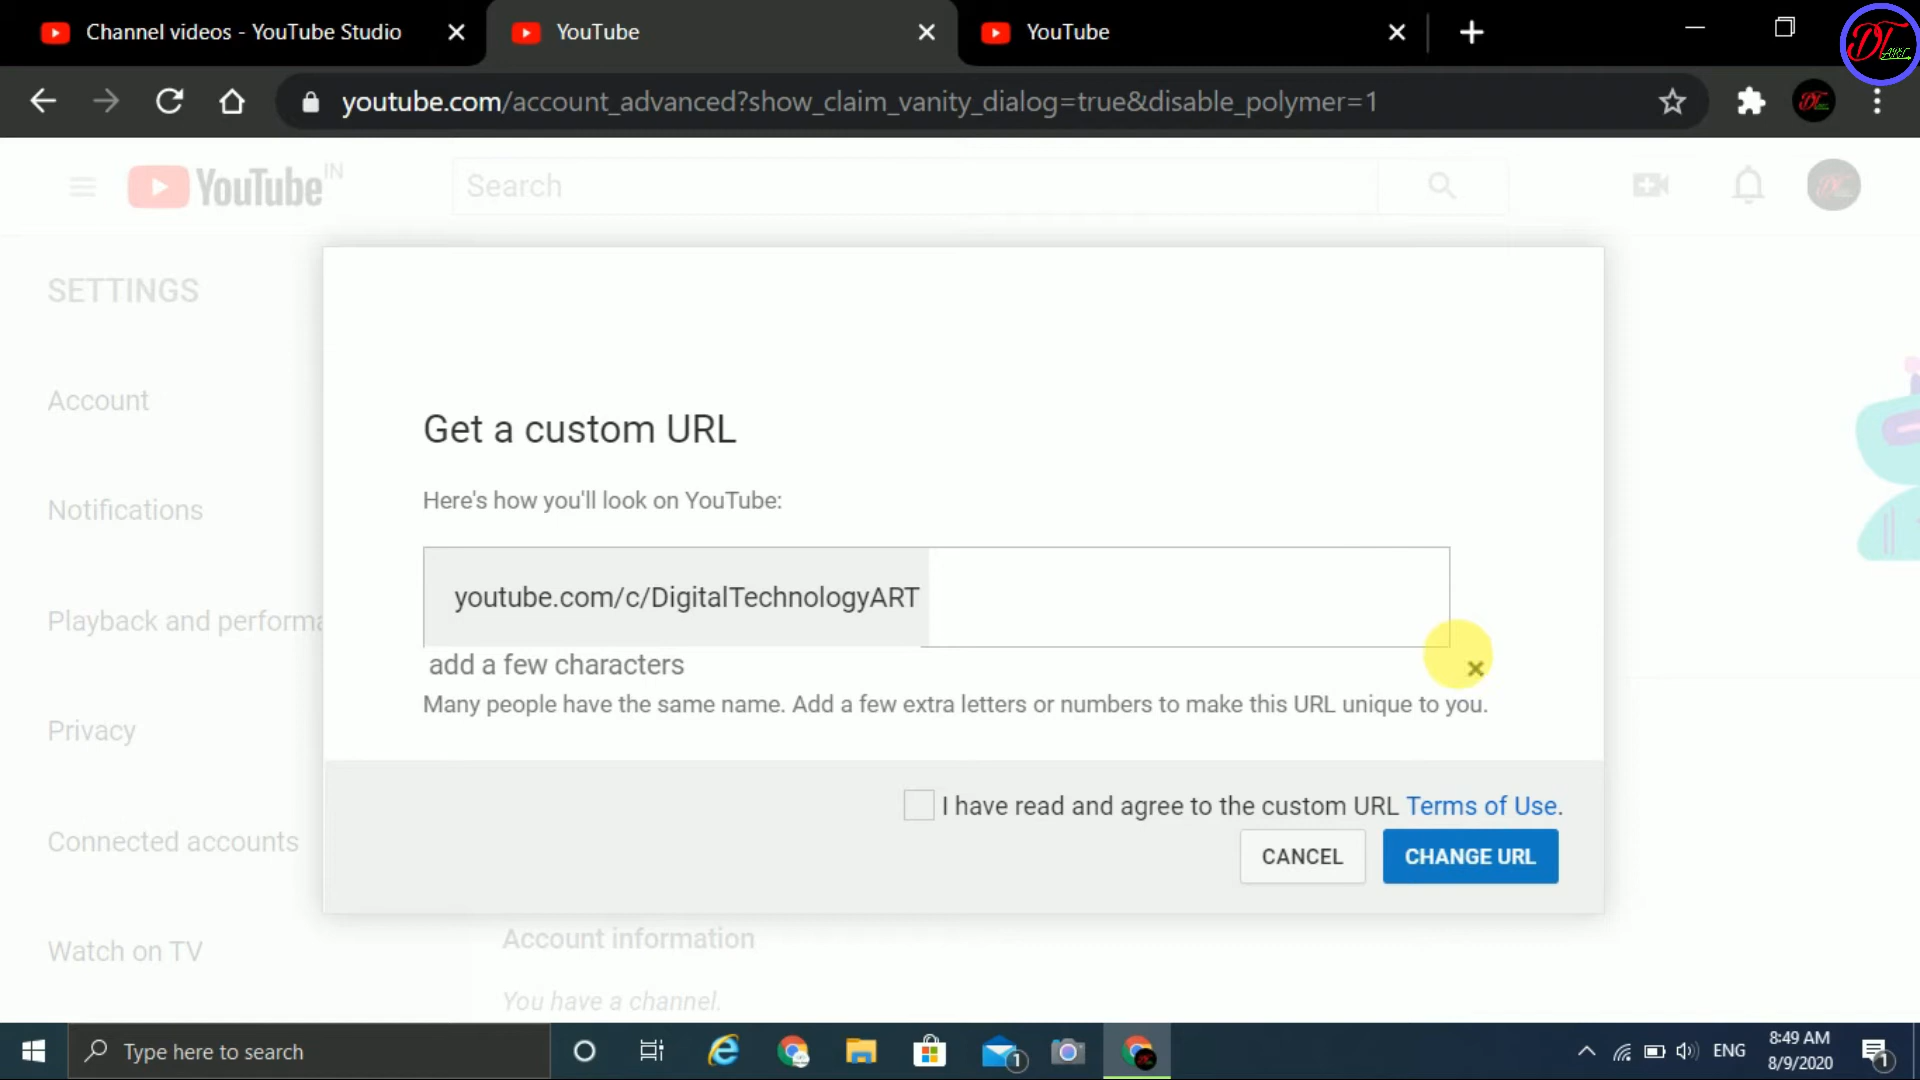 Channel videos - YouTube Studio
YouTube
YouTube
youtube.com/account_advanced?show_claim_vanity_dialog=true&disable_polymer=1
YouTube IN
Search
SETTINGS
Account
Notifications
Playback and performa
Privacy
Connected accounts
Watch on TV
Get a custom URL
Here's how you'll look on YouTube:
youtube.com/c/DigitalTechnologyART
add a few characters
Many people have the same name. Add a few extra letters or numbers to make this URL unique to you.
I have read and agree to the custom URL Terms of Use.
CANCEL
CHANGE URL
Account information
You have a channel.
Type here to search
1
ENG
8:49 AM
8/9/2020
1